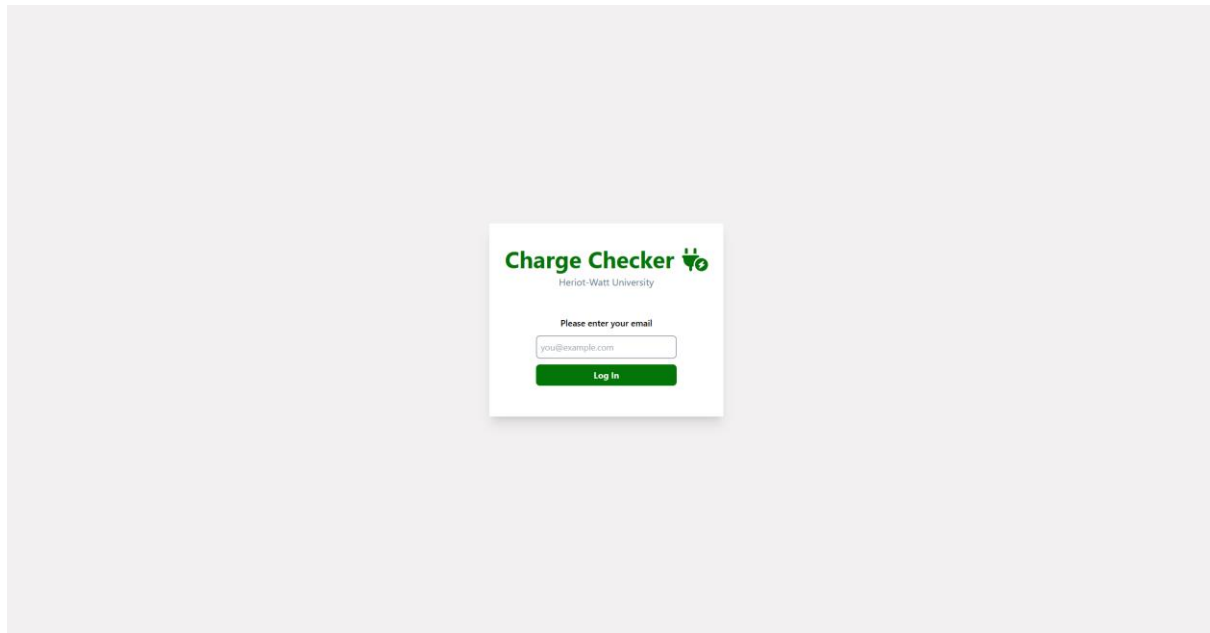 Charge Checker
Heriot-Watt University
Please enter your email
you@example.com
Log In